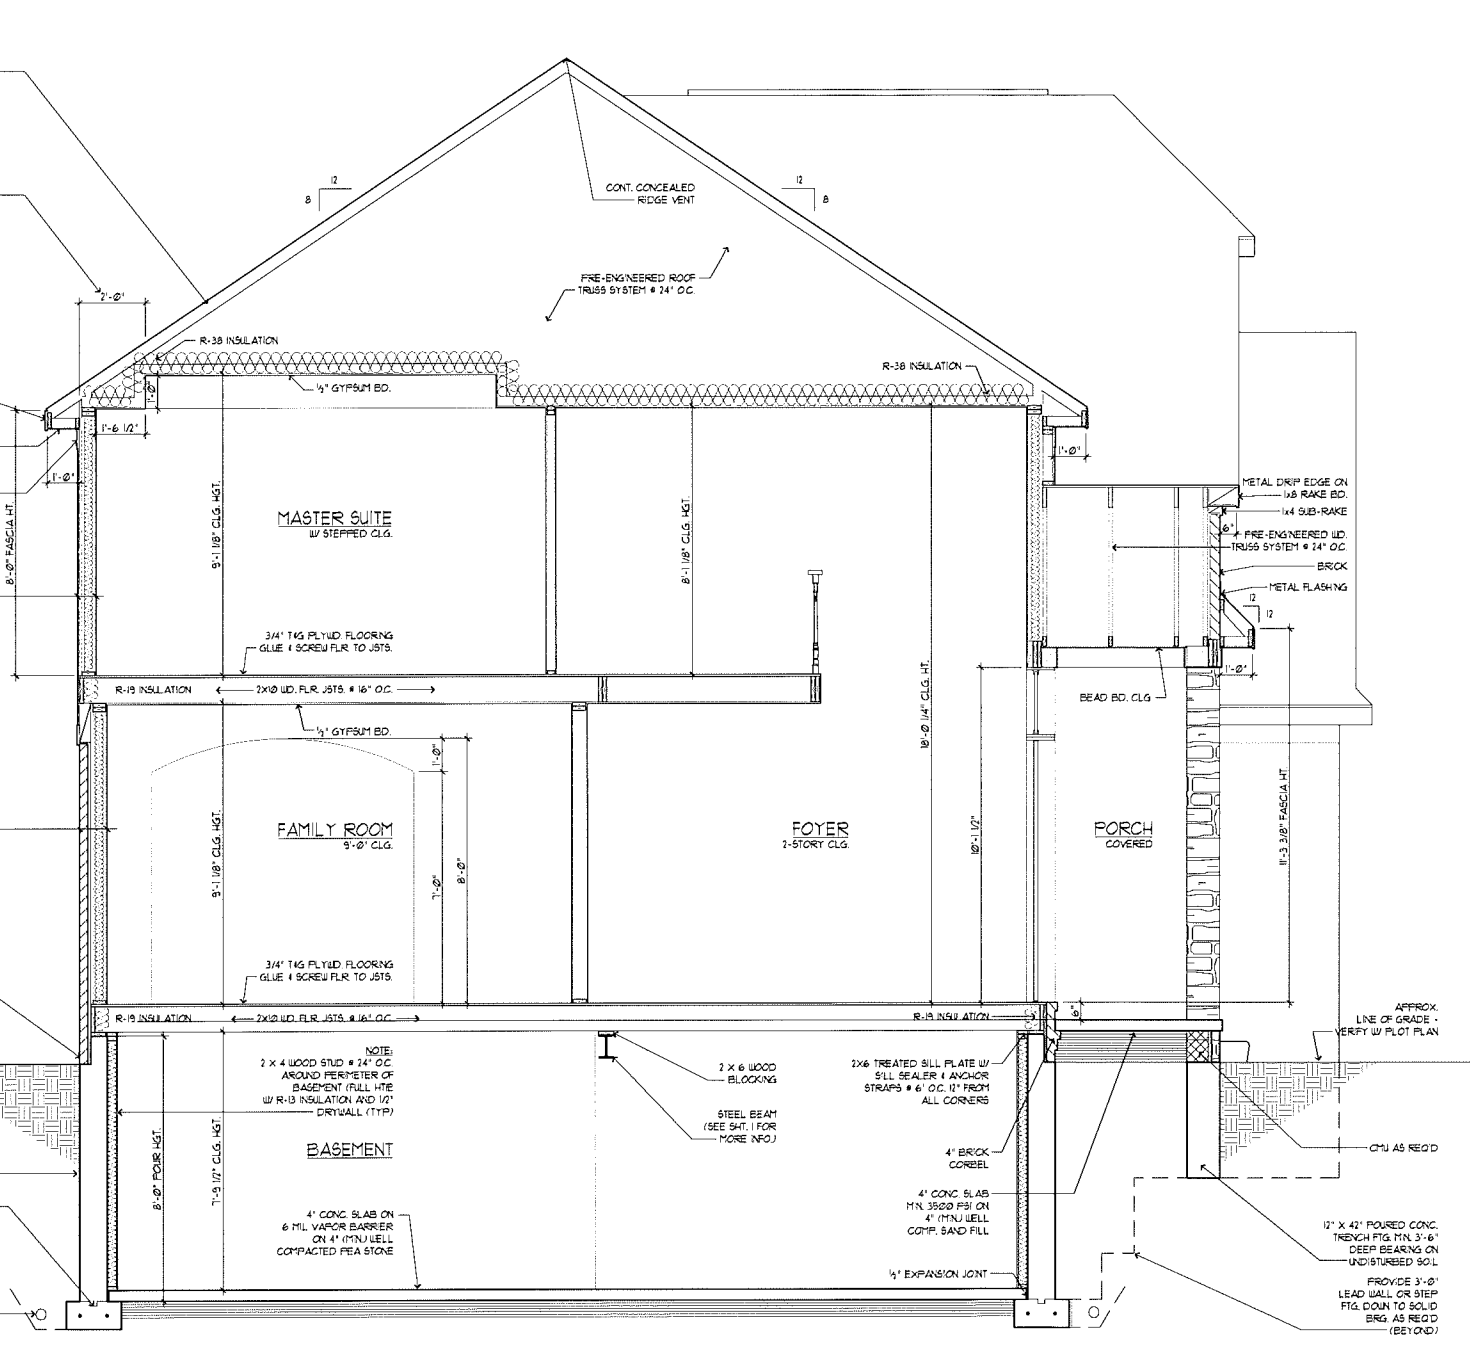 12
8
12
8
CONT. CONCEALED
RIDGE VENT
PRE-ENGINEERED ROOF
TRUSS SYSTEM @ 24" O.C.
2'-0"
R-38 INSULATION
R-38 INSULATION
1/2" GYPSUM BD.
1'-0"
1'-6 1/2"
1'-0"
1'-0"
8'-0" FASCIA HT.
9'-1 1/8" CLG. HGT.
MASTER SUITE
W/ STEPPED CLG.
8'-1 1/8" CLG. HGT.
METAL DRIP EDGE ON
1x8 RAKE BD.
1x4 SUB-RAKE
6"
PRE-ENGINEERED WD.
TRUSS SYSTEM @ 24" O.C.
BRICK
METAL FLASHING
12
12
3/4" T&G PLYWD. FLOORING
GLUE & SCREW FLR. TO JSTS.
1'-0"
R-19 INSULATION
2X10 WD. FLR. JSTS. @ 16" O.C.
BEAD BD. CLG
18'-0 1/4" CLG. HT.
1/2" GYPSUM BD.
1'-0"
FAMILY ROOM
9'-0" CLG.
9'-1 1/8" CLG. HGT.
7'-0"
8'-0"
FOYER
2-STORY CLG.
10'-1 1/2"
PORCH
COVERED
11'-3 3/8" FASCIA HT.
3/4" T&G PLYWD. FLOORING
GLUE & SCREW FLR. TO JSTS.
R-19 INSULATION
2X10 WD. FLR. JSTS. @ 16" O.C.
R-19 INSULATION
6"
APPROX.
LINE OF GRADE -
VERIFY W/ PLOT PLAN
NOTE:
2 X 4 WOOD STUD @ 24" O.C.
AROUND PERIMETER OF
BASEMENT (FULL HT)
W/ R-13 INSULATION AND 1/2"
DRYWALL (TYP)
2 X 6 WOOD
BLOCKING
2X6 TREATED SILL PLATE W/
SILL SEALER & ANCHOR
STRAPS @ 6' O.C. 12" FROM
ALL CORNERS
STEEL BEAM
(SEE SHT. 1 FOR
MORE INFO.)
BASEMENT
8'-0" POUR HGT.
7'-9 1/2" CLG. HGT.
4" BRICK
CORBEL
CMU AS REQ'D
4" CONC. SLAB
MIN. 3500 PSI ON
4" (MIN.) WELL
COMP. SAND FILL
4" CONC. SLAB ON
6 MIL. VAPOR BARRIER
ON 4" (MIN.) WELL
COMPACTED PEA STONE
1/2" EXPANSION JOINT
12" X 42" POURED CONC.
TRENCH FTG. MIN. 3'-6"
DEEP BEARING ON
UNDISTURBED SOIL
PROVIDE 3'-0"
LEAD WALL OR STEP
FTG. DOWN TO SOLID
BRG. AS REQ'D
(BEYOND)